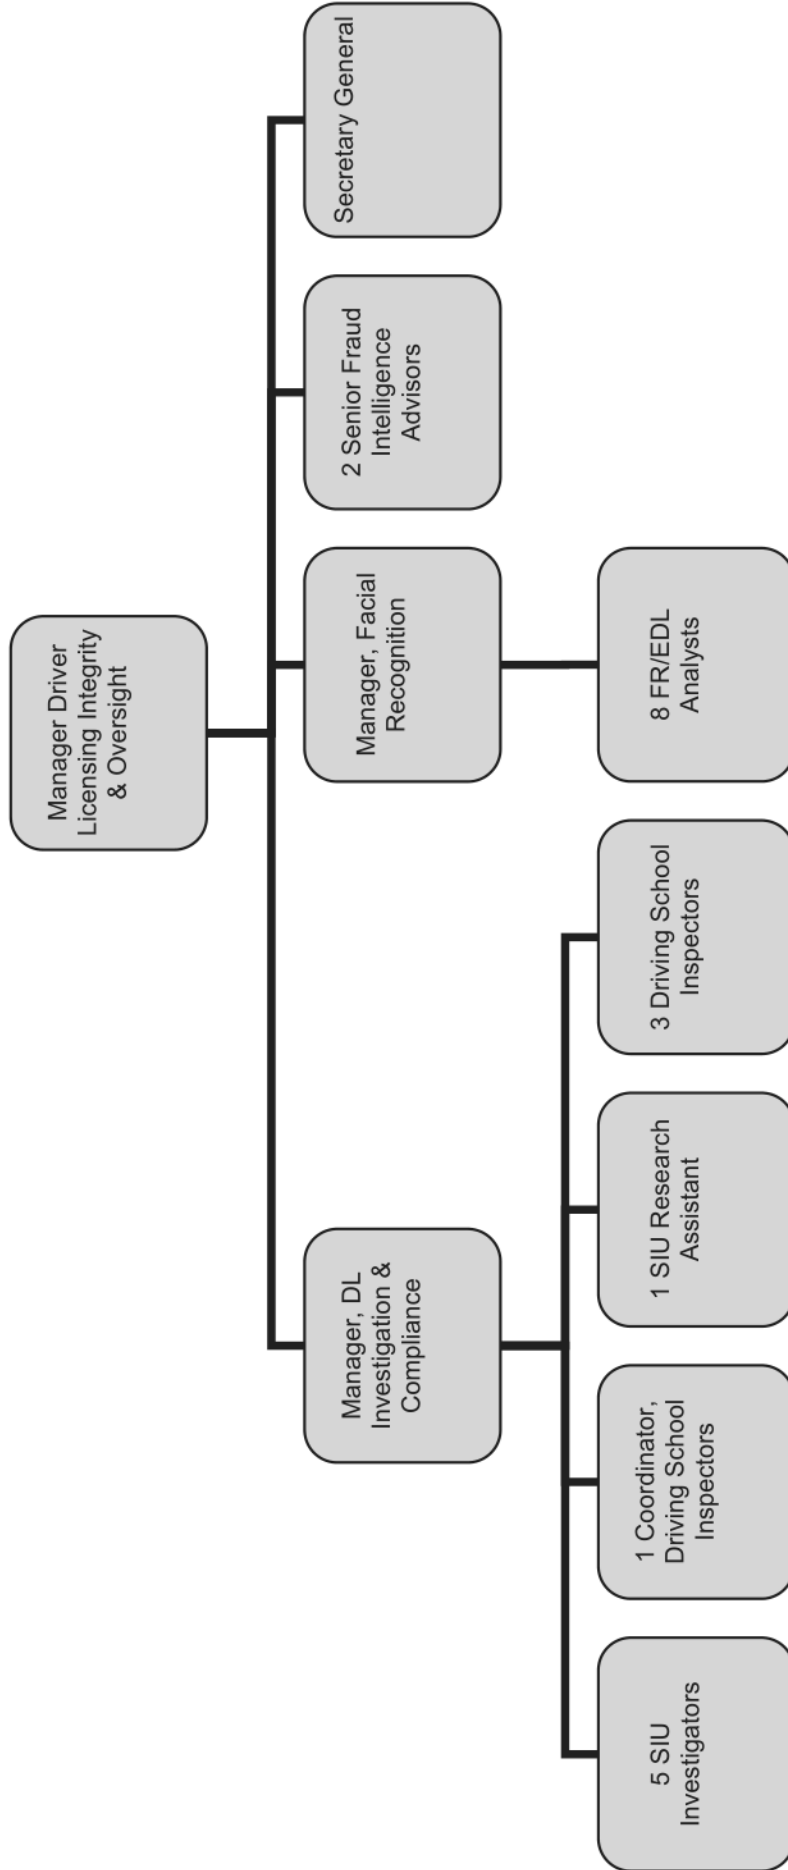 Manager Driver
Licensing Integrity
& Oversight
Manager, DL
Investigation &
Compliance
Manager, Facial
Recognition
2 Senior Fraud
Intelligence
Advisors
Secretary General
5 SIU
Investigators
1 Coordinator,
Driving School
Inspectors
1 SIU Research
Assistant
3 Driving School
Inspectors
8 FR/EDL
Analysts